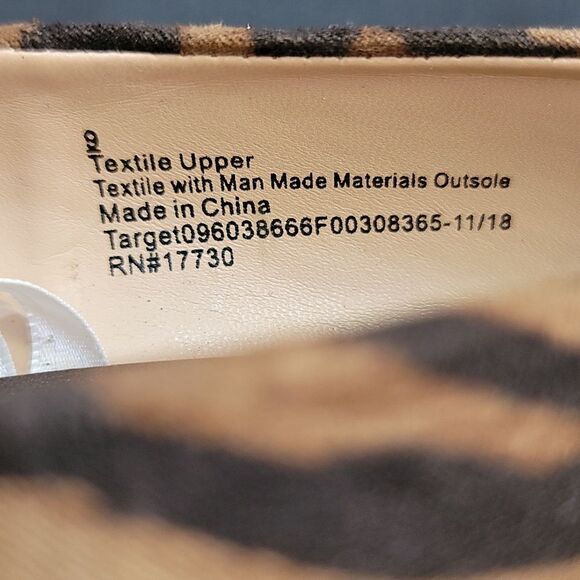 9
Textile Upper
Textile with Man Made Materials Outsole
Made in China
Target096038666F00308365-11/18
RN#17730